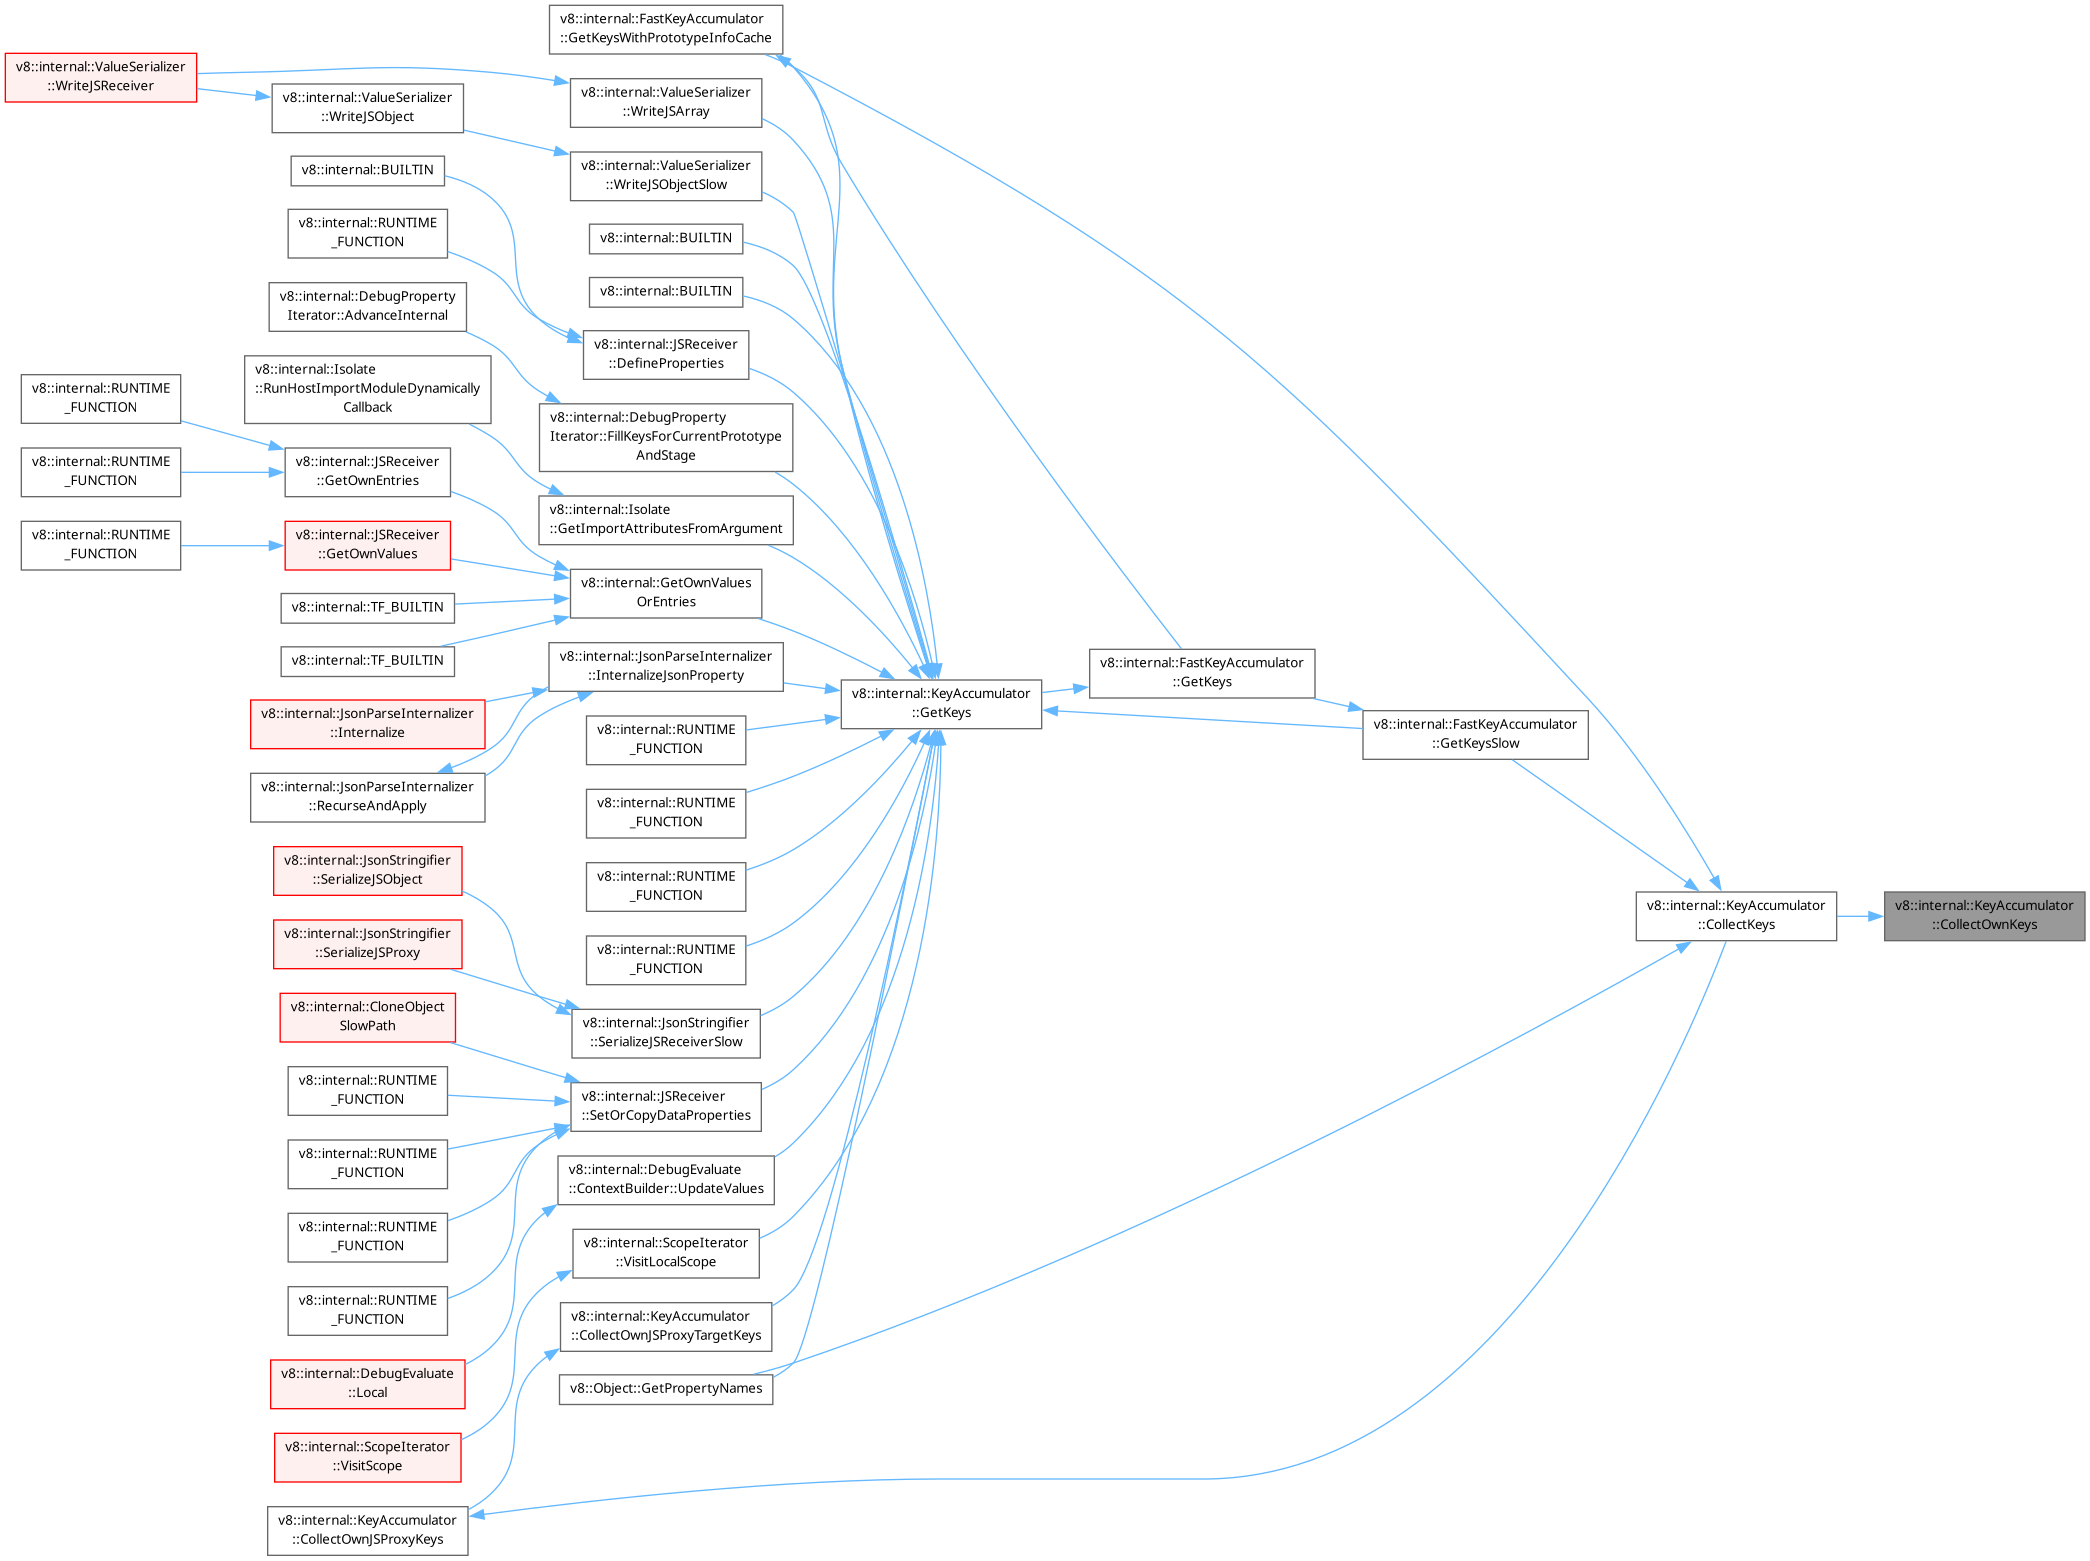 v8::internal::FastKeyAccumulator
::GetKeysWithPrototypeInfoCache
v8::internal::ValueSerializer
::WriteJSReceiver
v8::internal::ValueSerializer
::WriteJSObject
v8::internal::ValueSerializer
::WriteJSArray
v8::internal::BUILTIN
v8::internal::ValueSerializer
::WriteJSObjectSlow
v8::internal::RUNTIME
_FUNCTION
v8::internal::BUILTIN
v8::internal::BUILTIN
v8::internal::DebugProperty
Iterator::AdvanceInternal
v8::internal::JSReceiver
::DefineProperties
v8::internal::Isolate
::RunHostImportModuleDynamically
Callback
v8::internal::RUNTIME
_FUNCTION
v8::internal::DebugProperty
Iterator::FillKeysForCurrentPrototype
AndStage
v8::internal::RUNTIME
_FUNCTION
v8::internal::JSReceiver
::GetOwnEntries
v8::internal::Isolate
::GetImportAttributesFromArgument
v8::internal::RUNTIME
_FUNCTION
v8::internal::JSReceiver
::GetOwnValues
v8::internal::GetOwnValues
OrEntries
v8::internal::TF_BUILTIN
v8::internal::TF_BUILTIN
v8::internal::JsonParseInternalizer
::InternalizeJsonProperty
v8::internal::FastKeyAccumulator
::GetKeys
v8::internal::KeyAccumulator
::GetKeys
v8::internal::JsonParseInternalizer
::Internalize
v8::internal::RUNTIME
_FUNCTION
v8::internal::FastKeyAccumulator
::GetKeysSlow
v8::internal::JsonParseInternalizer
::RecurseAndApply
v8::internal::RUNTIME
_FUNCTION
v8::internal::JsonStringifier
::SerializeJSObject
v8::internal::RUNTIME
_FUNCTION
v8::internal::KeyAccumulator
::CollectKeys
v8::internal::KeyAccumulator
::CollectOwnKeys
v8::internal::JsonStringifier
::SerializeJSProxy
v8::internal::RUNTIME
_FUNCTION
v8::internal::CloneObject
SlowPath
v8::internal::JsonStringifier
::SerializeJSReceiverSlow
v8::internal::RUNTIME
_FUNCTION
v8::internal::JSReceiver
::SetOrCopyDataProperties
v8::internal::RUNTIME
_FUNCTION
v8::internal::DebugEvaluate
::ContextBuilder::UpdateValues
v8::internal::RUNTIME
_FUNCTION
v8::internal::ScopeIterator
::VisitLocalScope
v8::internal::RUNTIME
_FUNCTION
v8::internal::KeyAccumulator
::CollectOwnJSProxyTargetKeys
v8::internal::DebugEvaluate
::Local
v8::Object::GetPropertyNames
v8::internal::ScopeIterator
::VisitScope
v8::internal::KeyAccumulator
::CollectOwnJSProxyKeys